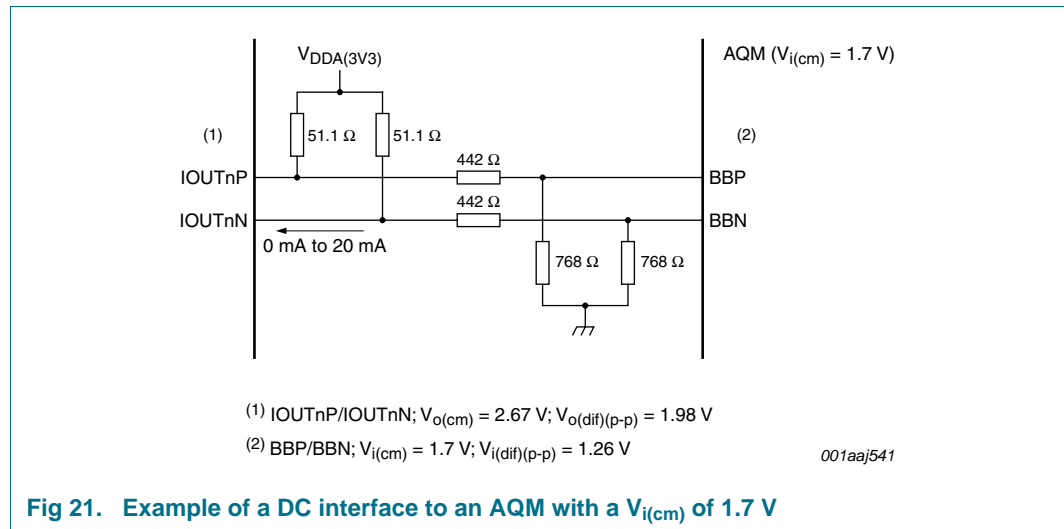 VDDA(3V3)
AQM (Vi(cm) = 1.7 V)
(1)
51.1 Ω
51.1 Ω
(2)
442 Ω
IOUTnP
BBP
442 Ω
IOUTnN
BBN
0 mA to 20 mA
768 Ω
768 Ω
(1) IOUTnP/IOUTnN; Vo(cm) = 2.67 V; Vo(dif)(p-p) = 1.98 V
(2) BBP/BBN; Vi(cm) = 1.7 V; Vi(dif)(p-p) = 1.26 V
001aaj541
Fig 21. Example of a DC interface to an AQM with a Vi(cm) of 1.7 V